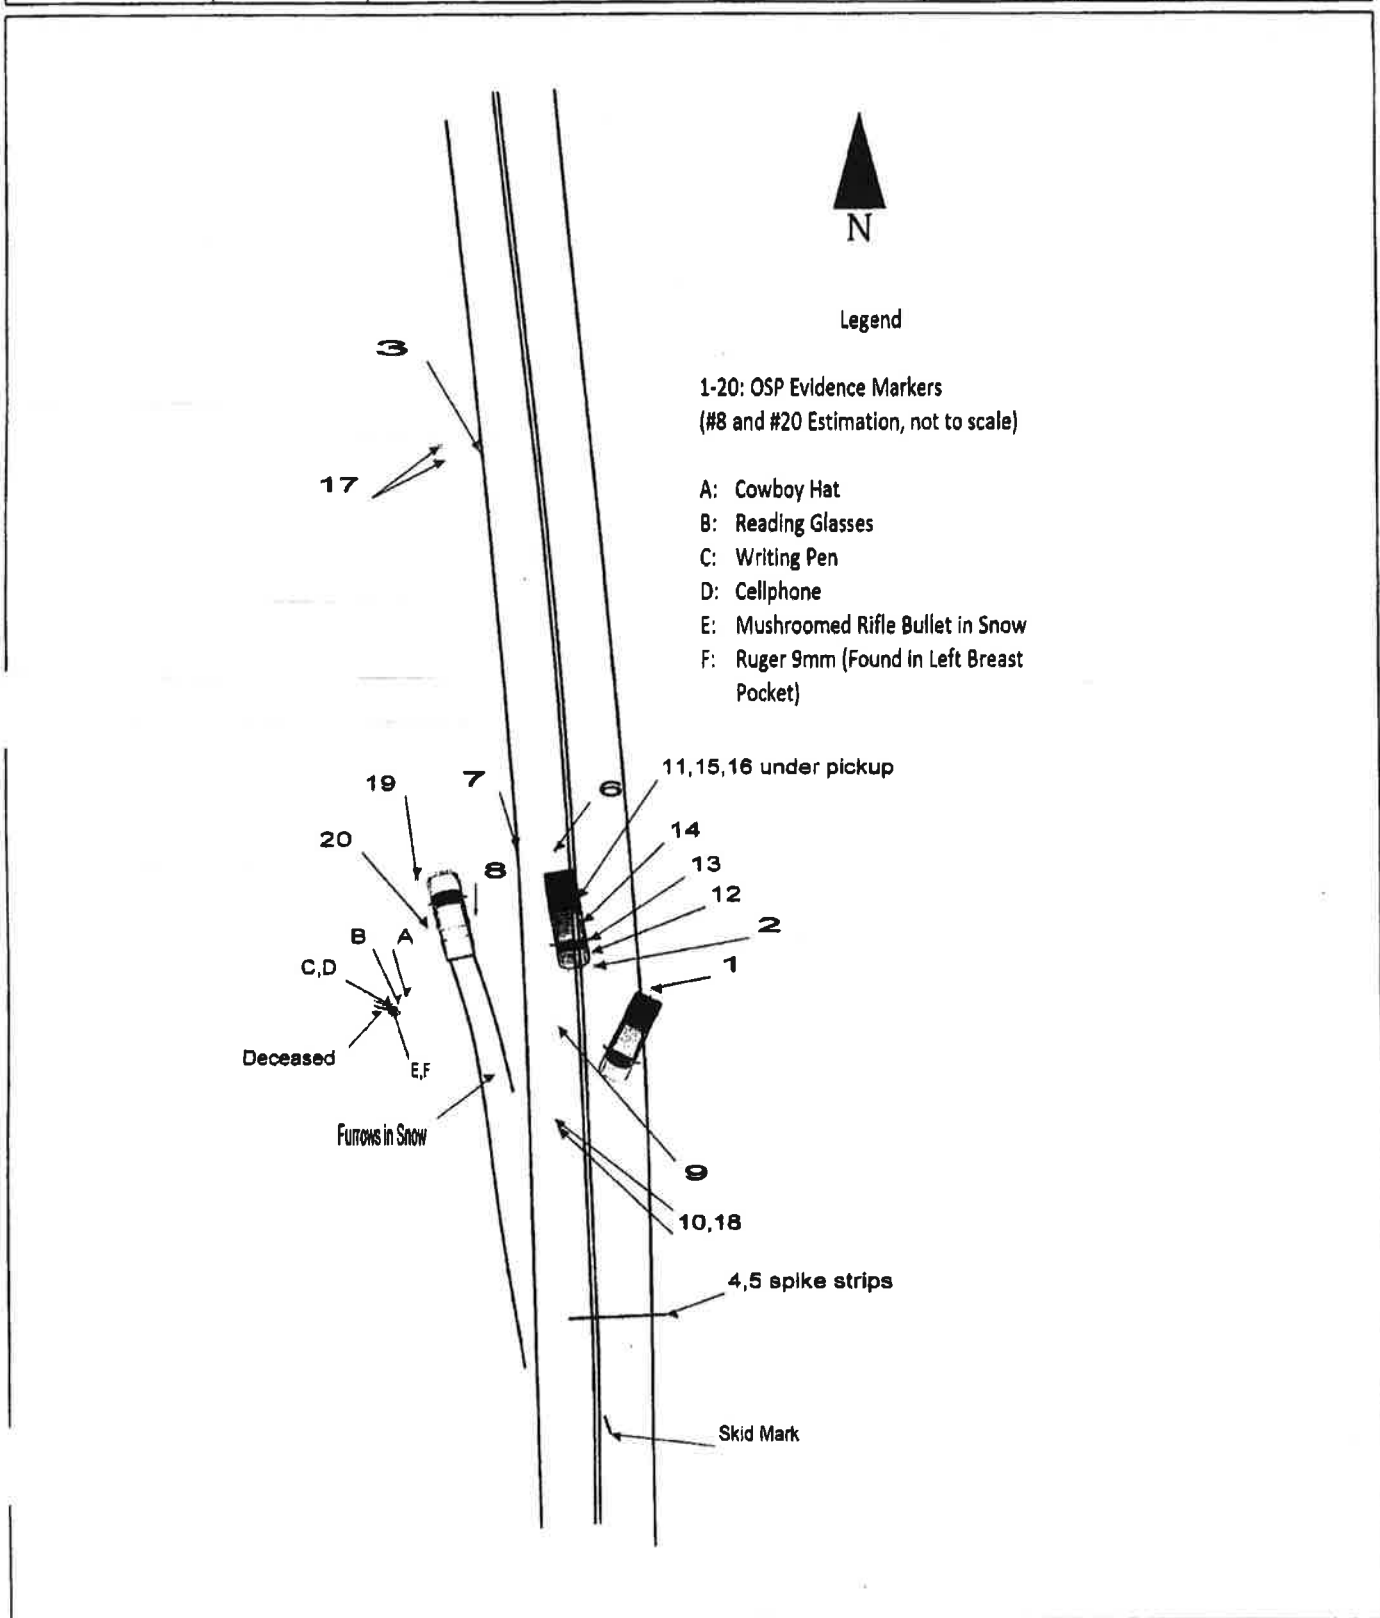 N
Legend
3
1-20: OSP Evidence Markers
(#8 and #20 Estimation, not to scale)
17
A: Cowboy Hat
B: Reading Glasses
C: Writing Pen
D: Cellphone
E: Mushroomed Rifle Bullet in Snow
F: Ruger 9mm (Found in Left Breast
Pocket)
11,15,16 under pickup
7
19
6
14
20
13
8
12
2
B
A
1
C,D
Deceased
E,F
Furrows in Snow
9
10,18
4,5 spike strips
Skid Mark